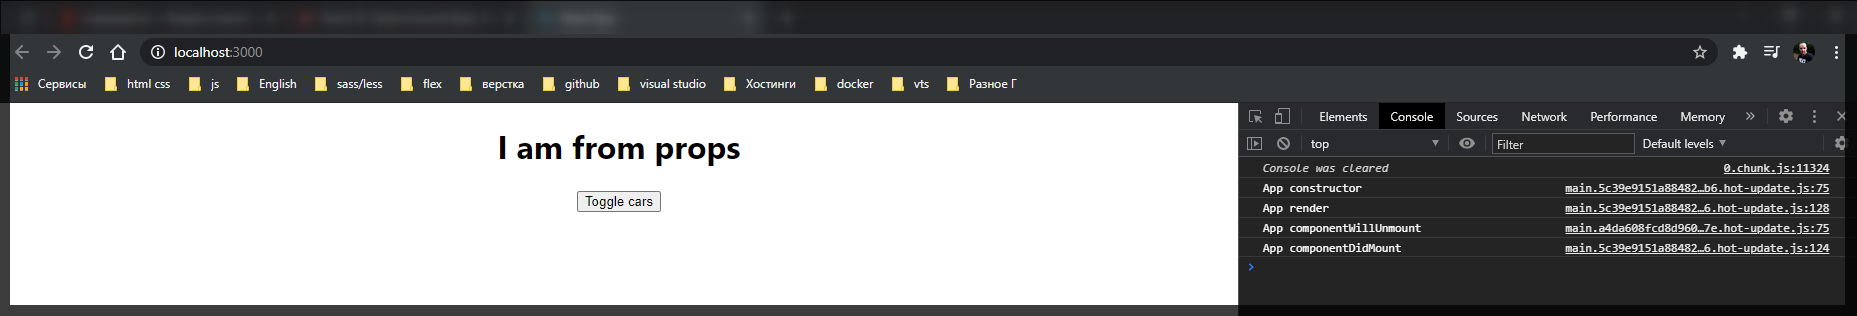 localhost:3000
Сервисы html css js English sass/less flex верстка github visual studio Хостинги docker vts Разное Г
I am from props
Toggle cars
Elements Console Sources Network Performance Memory »
top Filter Default levels
Console was cleared 0.chunk.js:11324
App constructor main.5c39e9151a88482…b6.hot-update.js:75
App render main.5c39e9151a88482…6.hot-update.js:128
App componentWillUnmount main.a4da608fcd8d960…7e.hot-update.js:75
App componentDidMount main.5c39e9151a88482…6.hot-update.js:124